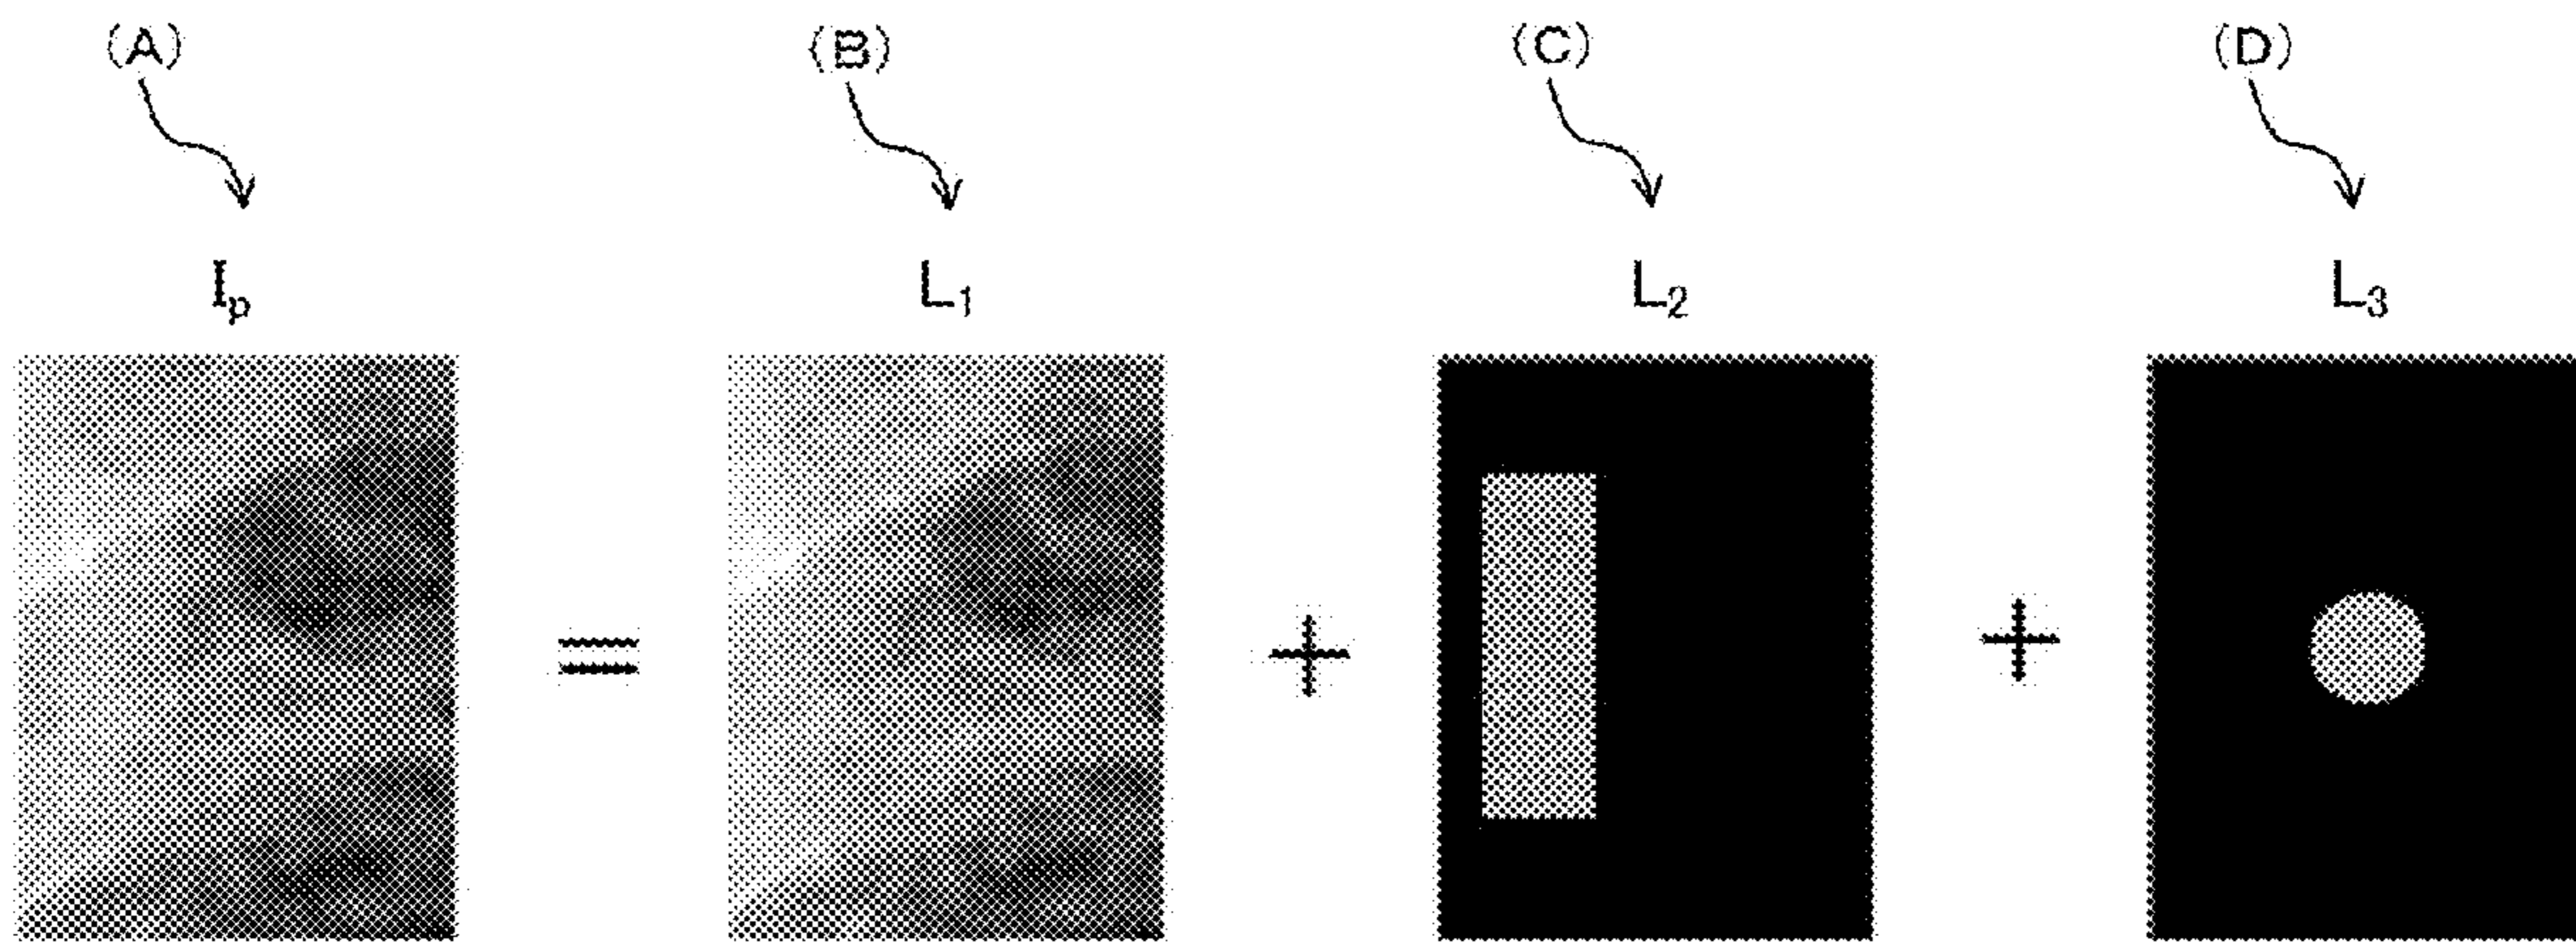 (A) (B) (C) (D)
Iₚ L₁ L₂ L₃
= + +